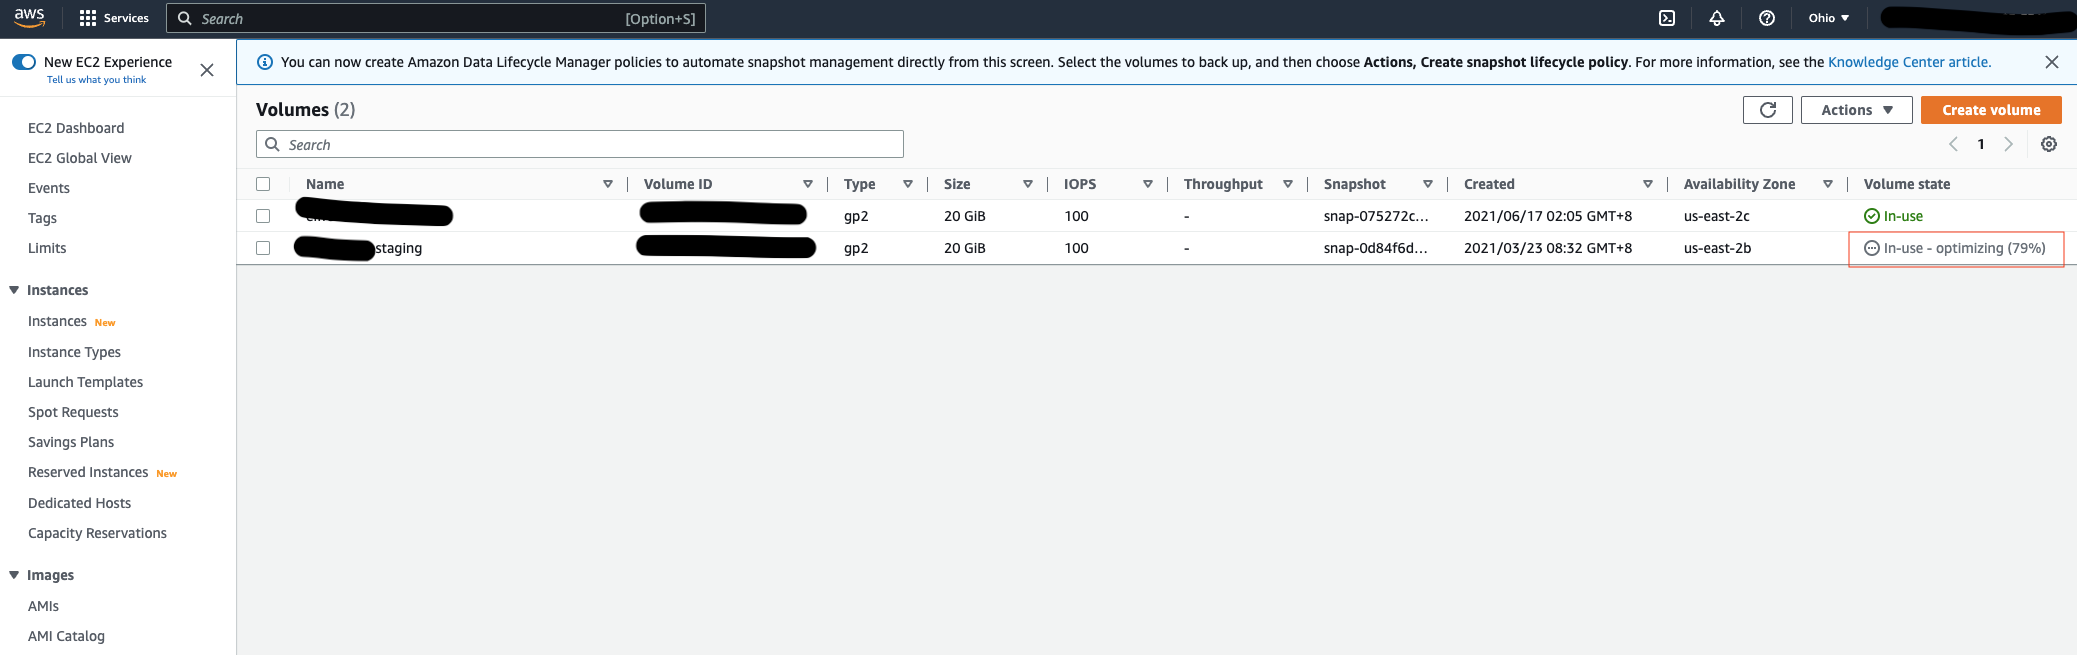 aws Services Search [Option+S] Ohio
New EC2 Experience
Tell us what you think
You can now create Amazon Data Lifecycle Manager policies to automate snapshot management directly from this screen. Select the volumes to back up, and then choose Actions, Create snapshot lifecycle policy. For more information, see the Knowledge Center article.
EC2 Dashboard
EC2 Global View
Events
Tags
Limits
Instances
Instances New
Instance Types
Launch Templates
Spot Requests
Savings Plans
Reserved Instances New
Dedicated Hosts
Capacity Reservations
Images
AMIs
AMI Catalog
Volumes (2)
Actions
Create volume
Search
1
Name Volume ID Type Size IOPS Throughput Snapshot Created Availability Zone Volume state
gp2 20 GiB 100 - snap-075272c... 2021/06/17 02:05 GMT+8 us-east-2c In-use
staging gp2 20 GiB 100 - snap-0d84f6d... 2021/03/23 08:32 GMT+8 us-east-2b In-use - optimizing (79%)